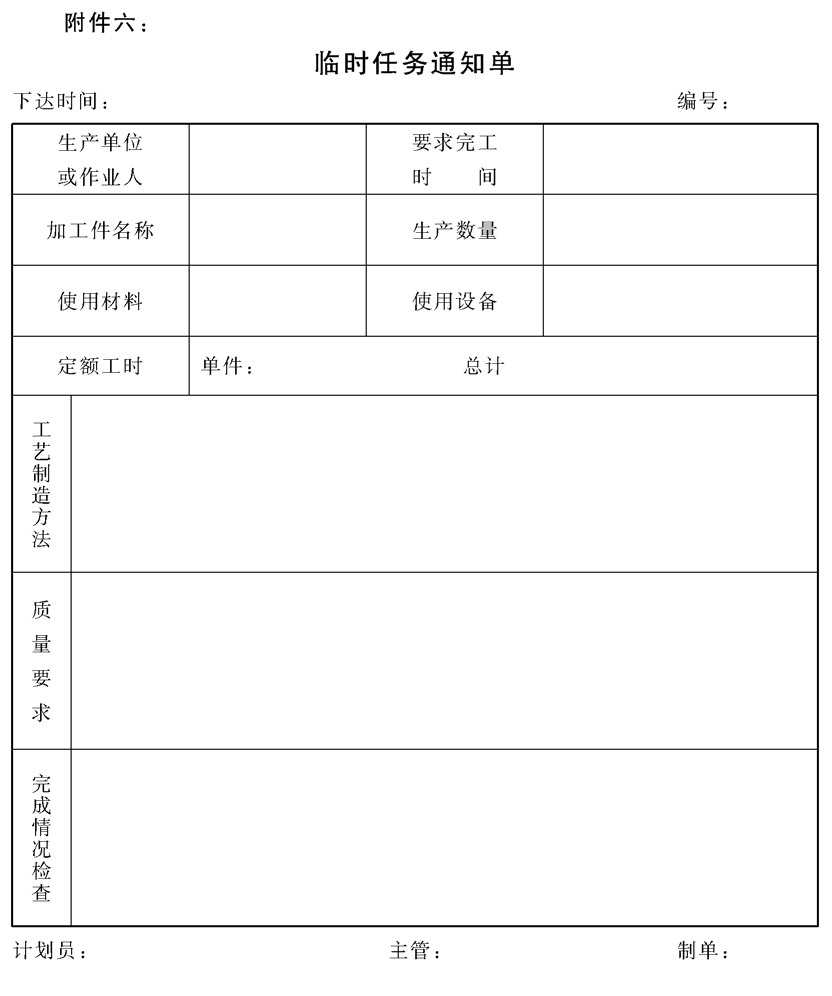 附件六：
临时任务通知单
下达时间： 编号：
生产单位
或作业人
要求完工
时 间
加工件名称 生产数量
使用材料 使用设备
定额工时 单件： 总计
工艺制造方法
质量要求
完成情况检查
计划员： 主管： 制单：